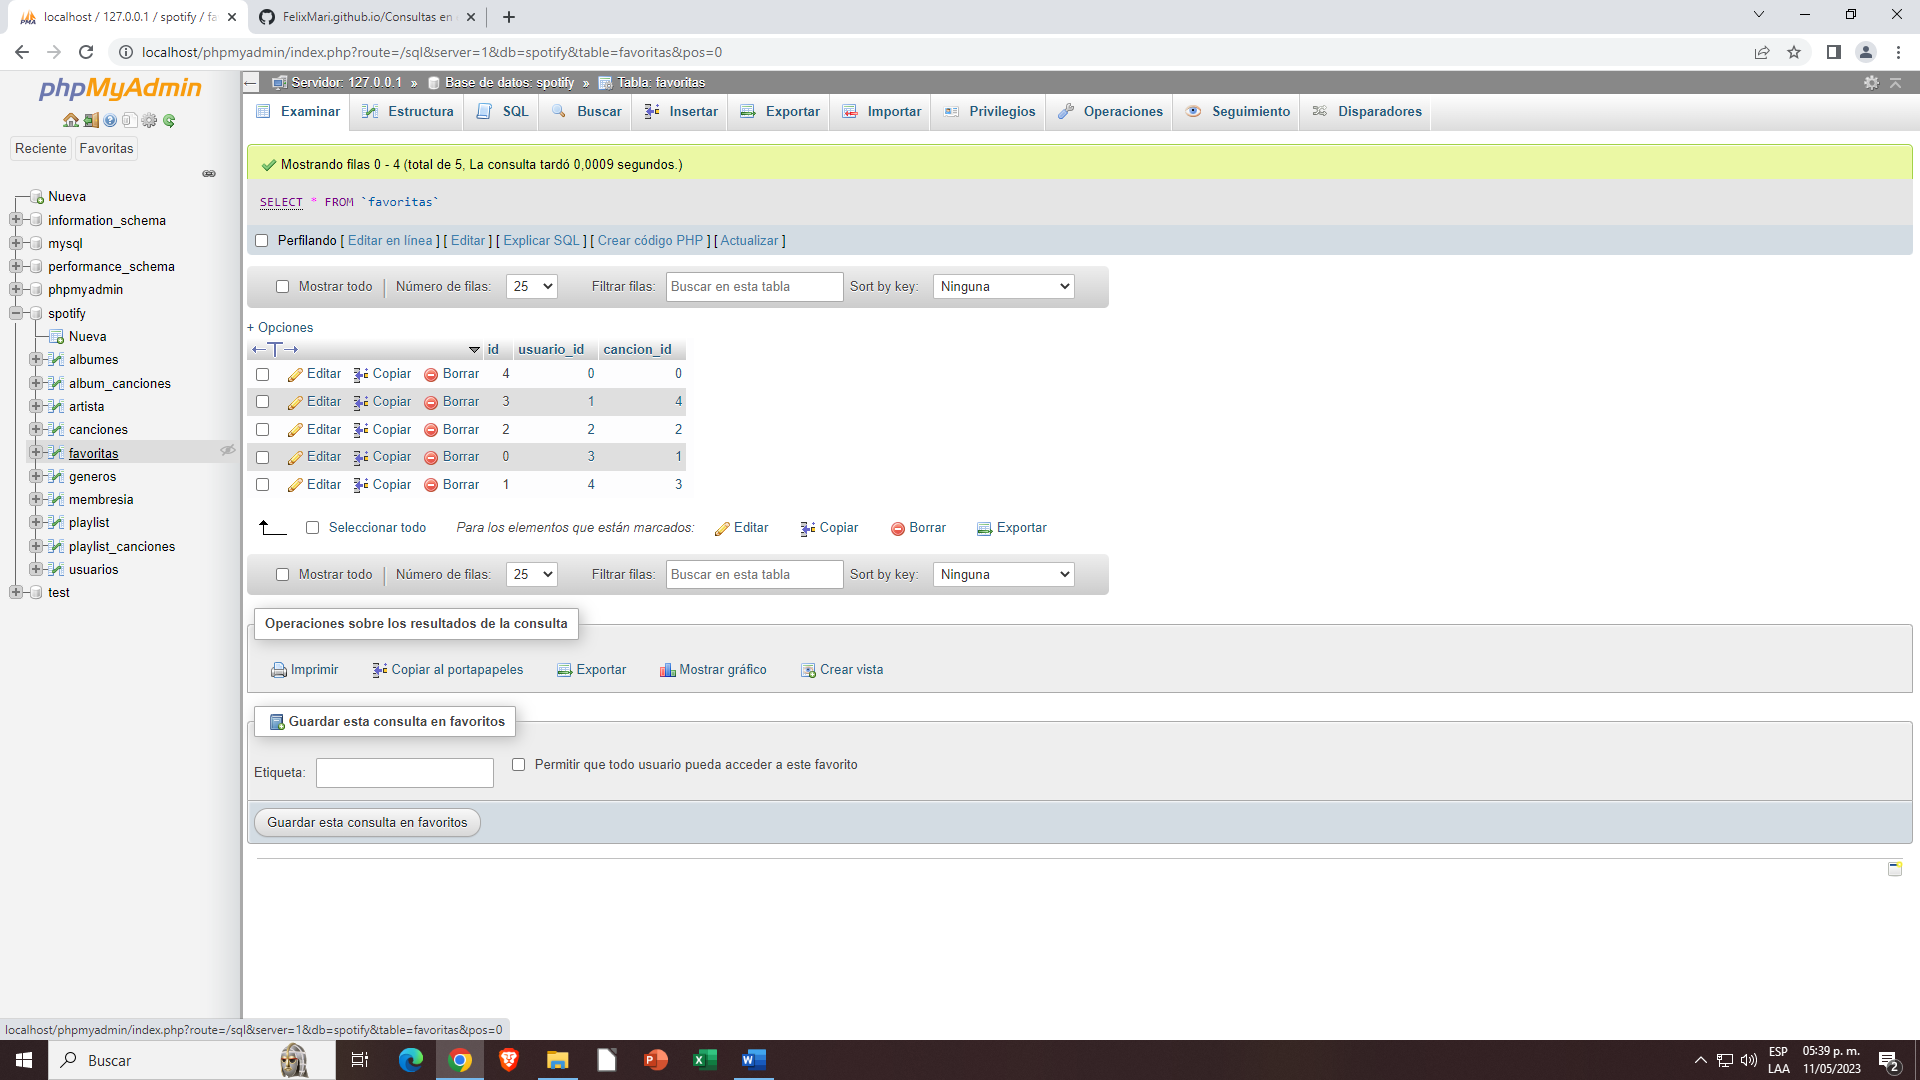 localhost / 127.0.0.1 / spotify / fa
FelixMari.github.io/Consultas en
localhost/phpmyadmin/index.php?route=/sql&server=1&db=spotify&table=favoritas&pos=0
phpMyAdmin
Reciente Favoritas
Nueva
information_schema
mysql
performance_schema
phpmyadmin
spotify
Nueva
albumes
album_canciones
artista
canciones
favoritas
generos
membresia
playlist
playlist_canciones
usuarios
test
Servidor: 127.0.0.1 » Base de datos: spotify » Tabla: favoritas
Examinar Estructura SQL Buscar Insertar Exportar Importar Privilegios Operaciones Seguimiento Disparadores
Mostrando filas 0 - 4 (total de 5, La consulta tardó 0,0009 segundos.)
SELECT * FROM `favoritas`
Perfilando [ Editar en línea ] [ Editar ] [ Explicar SQL ] [ Crear código PHP ] [ Actualizar ]
Mostrar todo Número de filas: 25 Filtrar filas: Buscar en esta tabla Sort by key: Ninguna
+ Opciones
←T→ id usuario_id cancion_id
Editar Copiar Borrar 4 0 0
Editar Copiar Borrar 3 1 4
Editar Copiar Borrar 2 2 2
Editar Copiar Borrar 0 3 1
Editar Copiar Borrar 1 4 3
Seleccionar todo Para los elementos que están marcados: Editar Copiar Borrar Exportar
Mostrar todo Número de filas: 25 Filtrar filas: Buscar en esta tabla Sort by key: Ninguna
Operaciones sobre los resultados de la consulta
Imprimir Copiar al portapapeles Exportar Mostrar gráfico Crear vista
Guardar esta consulta en favoritos
Etiqueta: Permitir que todo usuario pueda acceder a este favorito
Guardar esta consulta en favoritos
localhost/phpmyadmin/index.php?route=/sql&server=1&db=spotify&table=favoritas&pos=0
Buscar
ESP
LAA
05:39 p. m.
11/05/2023
2